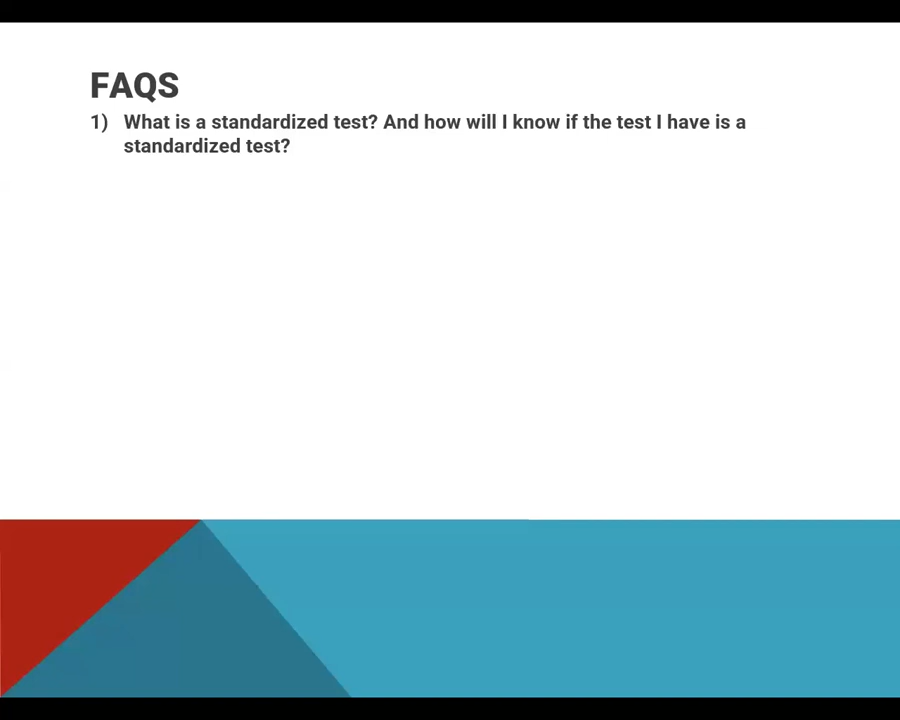 FAQS
1) What is a standardized test? And how will I know if the test I have is a
standardized test?